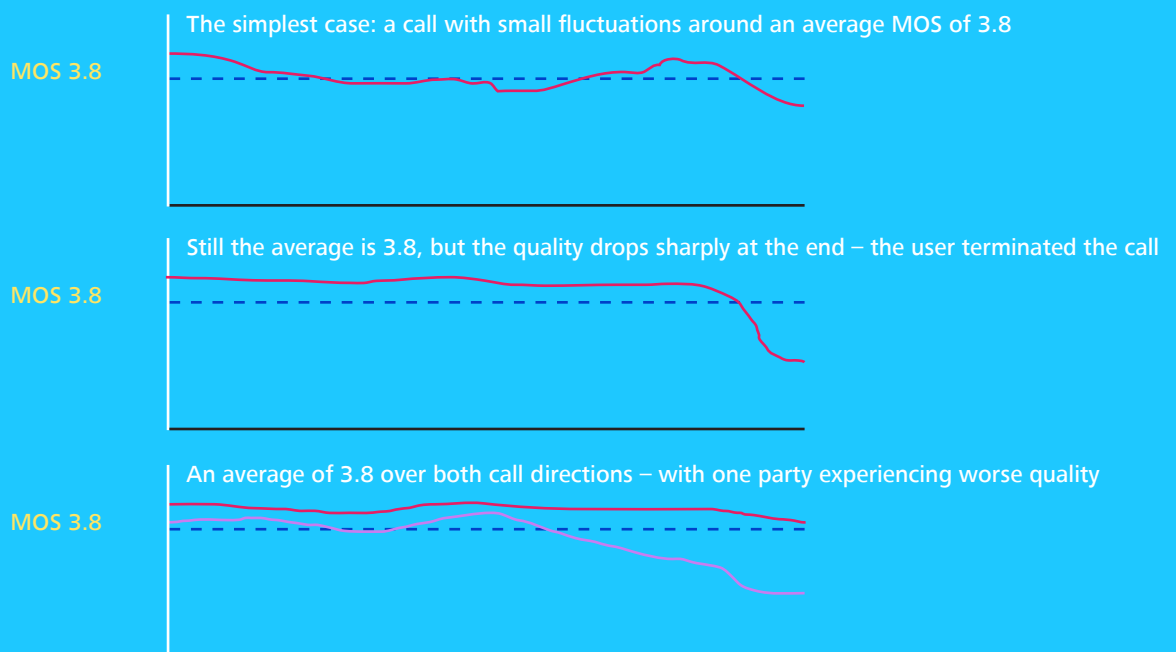 The simplest case: a call with small fluctuations around an average MOS of 3.8
MOS 3.8
Still the average is 3.8, but the quality drops sharply at the end – the user terminated the call
MOS 3.8
An average of 3.8 over both call directions – with one party experiencing worse quality
MOS 3.8